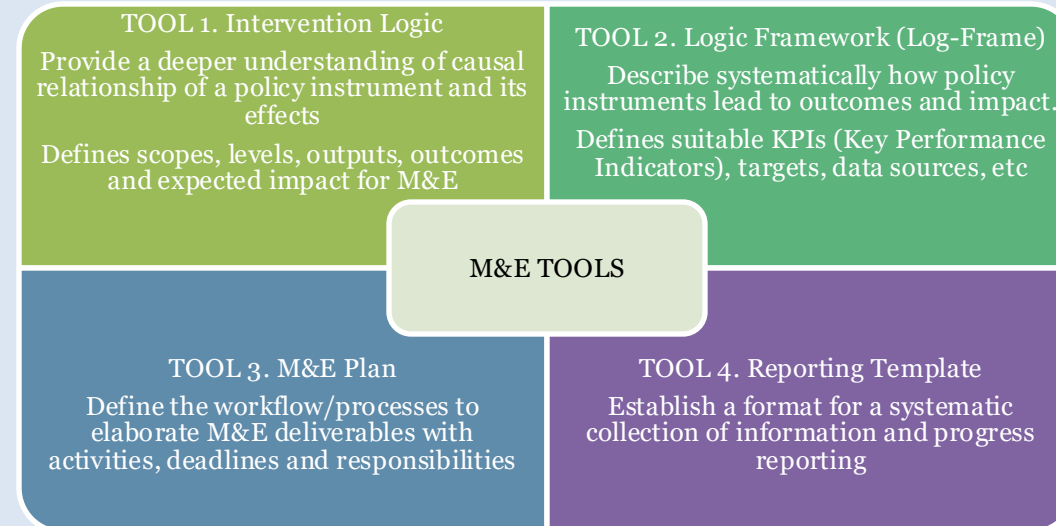 TOOL 1. Intervention Logic
Provide a deeper understanding of causal
relationship of a policy instrument and its
effects
Defines scopes, levels, outputs, outcomes
and expected impact for M&E
TOOL 2. Logic Framework (Log-Frame)
Describe systematically how policy
instruments lead to outcomes and impact.
Defines suitable KPIs (Key Performance
Indicators), targets, data sources, etc
M&E TOOLS
TOOL 3. M&E Plan
Define the workflow/processes to
elaborate M&E deliverables with
activities, deadlines and responsibilities
TOOL 4. Reporting Template
Establish a format for a systematic
collection of information and progress
reporting